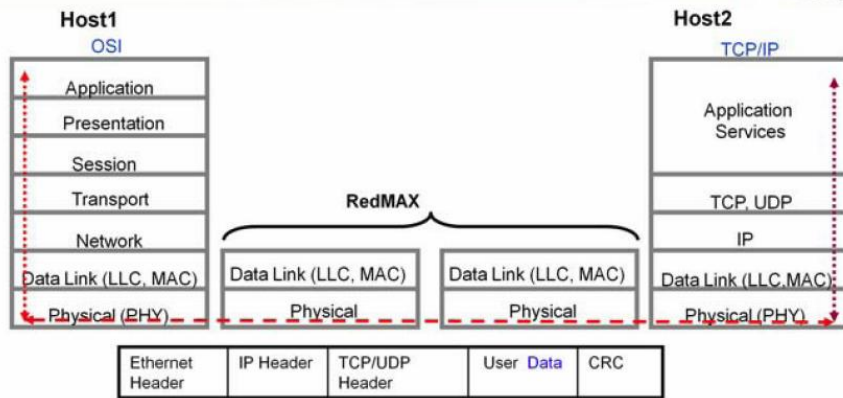 Host1
OSI
Application
Presentation
Session
Transport
Network
Data Link (LLC, MAC)
Physical (PHY)
RedMAX
Data Link (LLC, MAC)
Physical
Data Link (LLC, MAC)
Physical
Host2
TCP/IP
Application
Services
TCP, UDP
IP
Data Link (LLC,MAC)
Physical (PHY)
Ethernet
Header
IP Header
TCP/UDP
Header
User Data
CRC